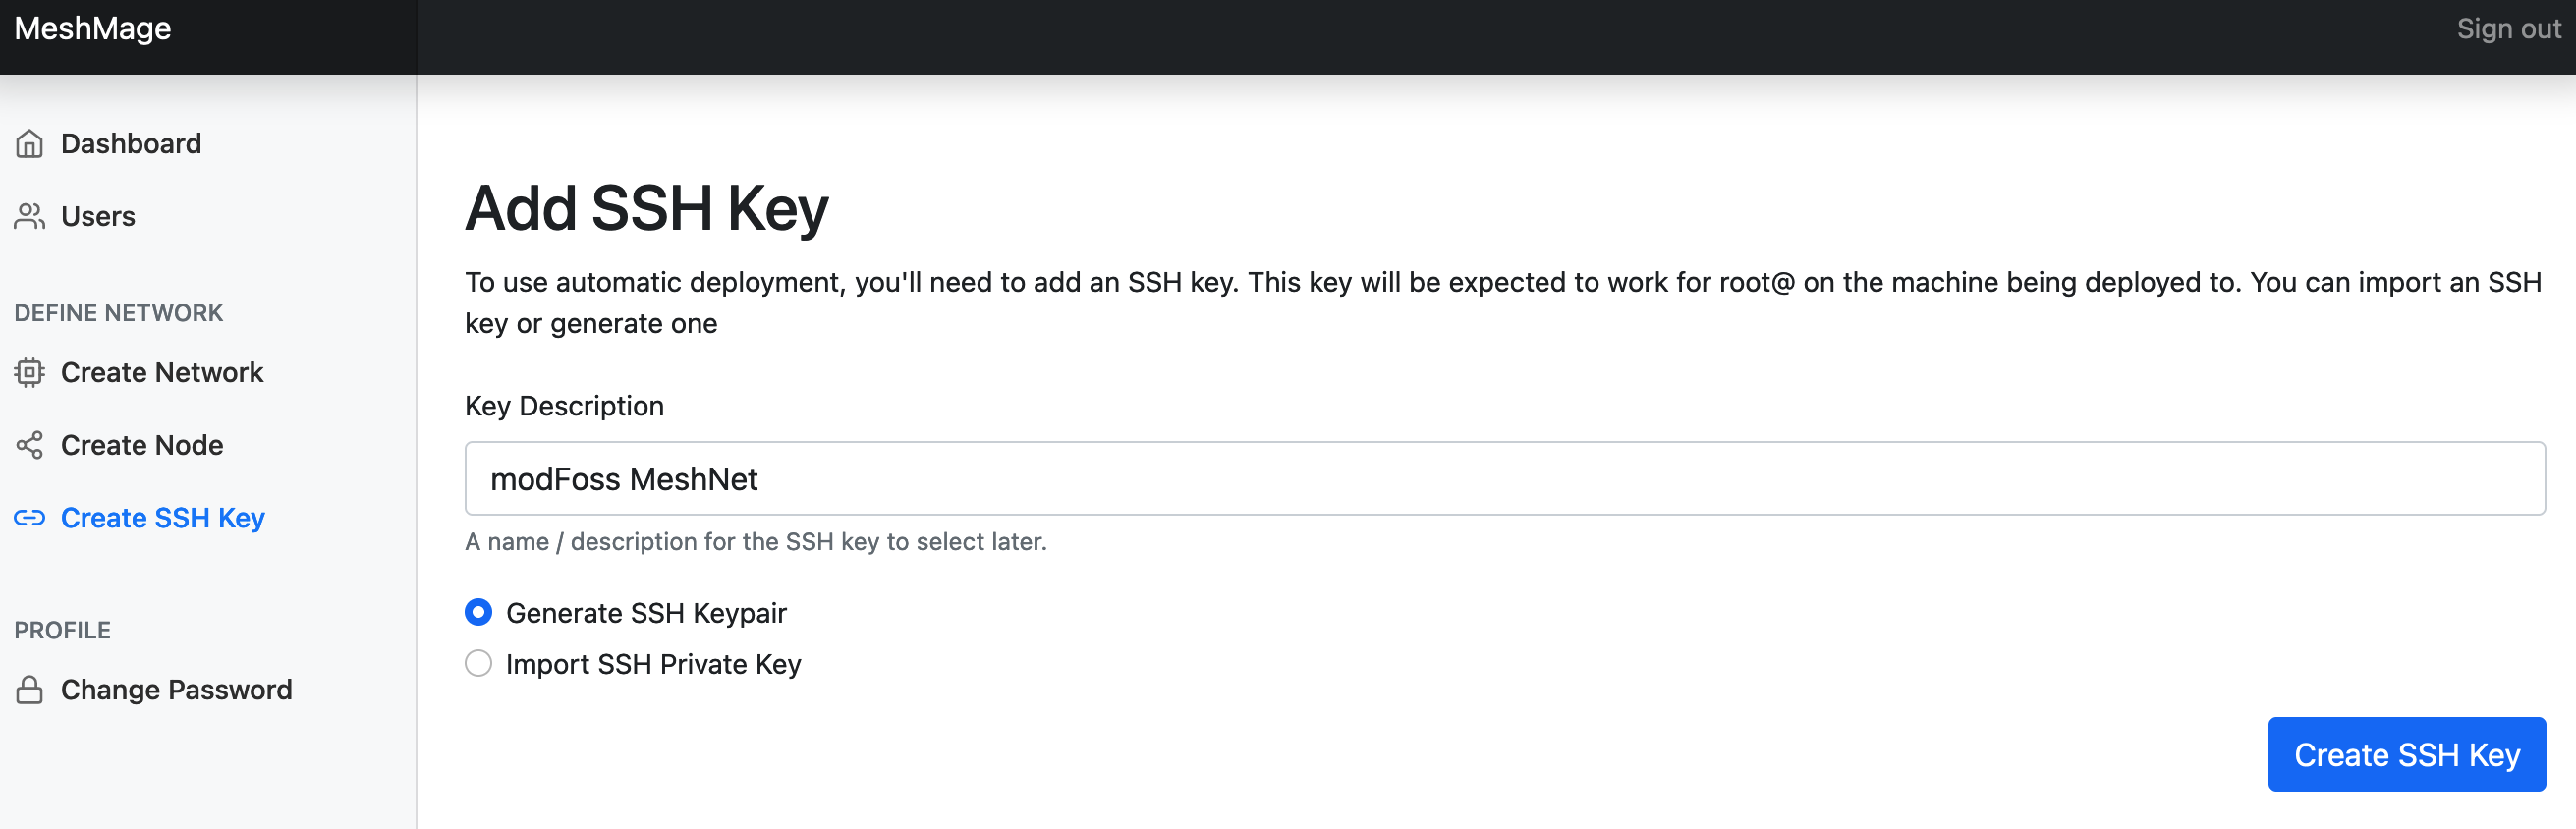 MeshMage
Sign out
Dashboard
Users
DEFINE NETWORK
Create Network
Create Node
Create SSH Key
PROFILE
Change Password
Add SSH Key
To use automatic deployment, you'll need to add an SSH key. This key will be expected to work for root@ on the machine being deployed to. You can import an SSH
key or generate one
Key Description
modFoss MeshNet
A name / description for the SSH key to select later.
Generate SSH Keypair
Import SSH Private Key
Create SSH Key